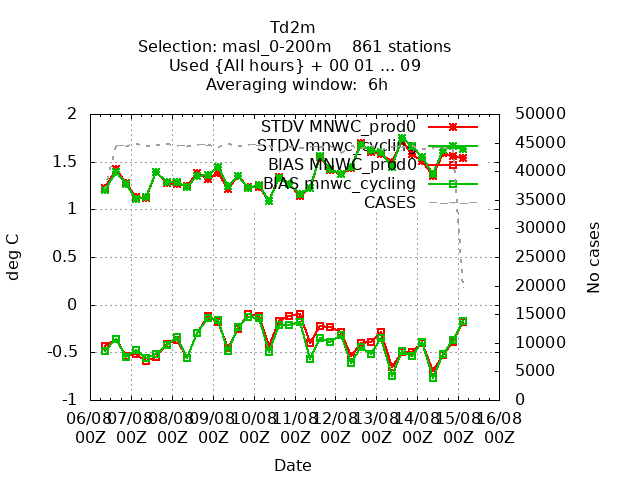 Td2m
Selection: masl_0-200m    861 stations
Used {All hours} + 00 01 ... 09
Averaging window:  6h
2
1.5
1
0.5
0
-0.5
-1
50000
45000
40000
35000
30000
25000
20000
15000
10000
5000
0
deg C
No cases
STDV MNWC_prod0
STDV mnwc_cycling
BIAS MNWC_prod0
BIAS mnwc_cycling
CASES
06/08 07/08 08/08 09/08 10/08 11/08 12/08 13/08 14/08 15/08 16/08
00Z 00Z 00Z 00Z 00Z 00Z 00Z 00Z 00Z 00Z 00Z
Date